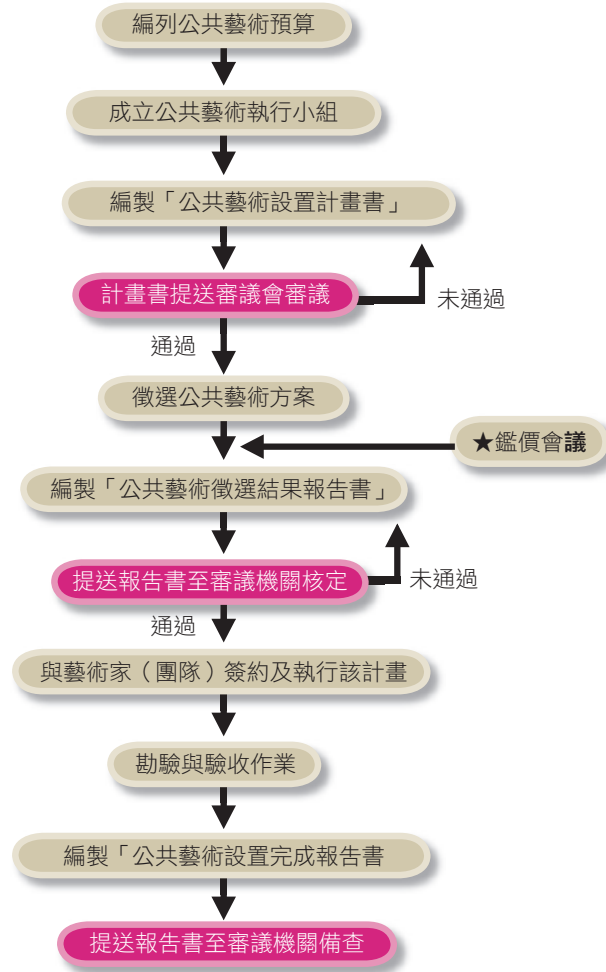 編列公共藝術預算
成立公共藝術執行小組
編製「公共藝術設置計畫書」
計畫書提送審議會審議
未通過
通過
徵選公共藝術方案
★鑑價會議
編製「公共藝術徵選結果報告書」
提送報告書至審議機關核定
未通過
通過
與藝術家（團隊）簽約及執行該計畫
勘驗與驗收作業
編製「公共藝術設置完成報告書
提送報告書至審議機關備查